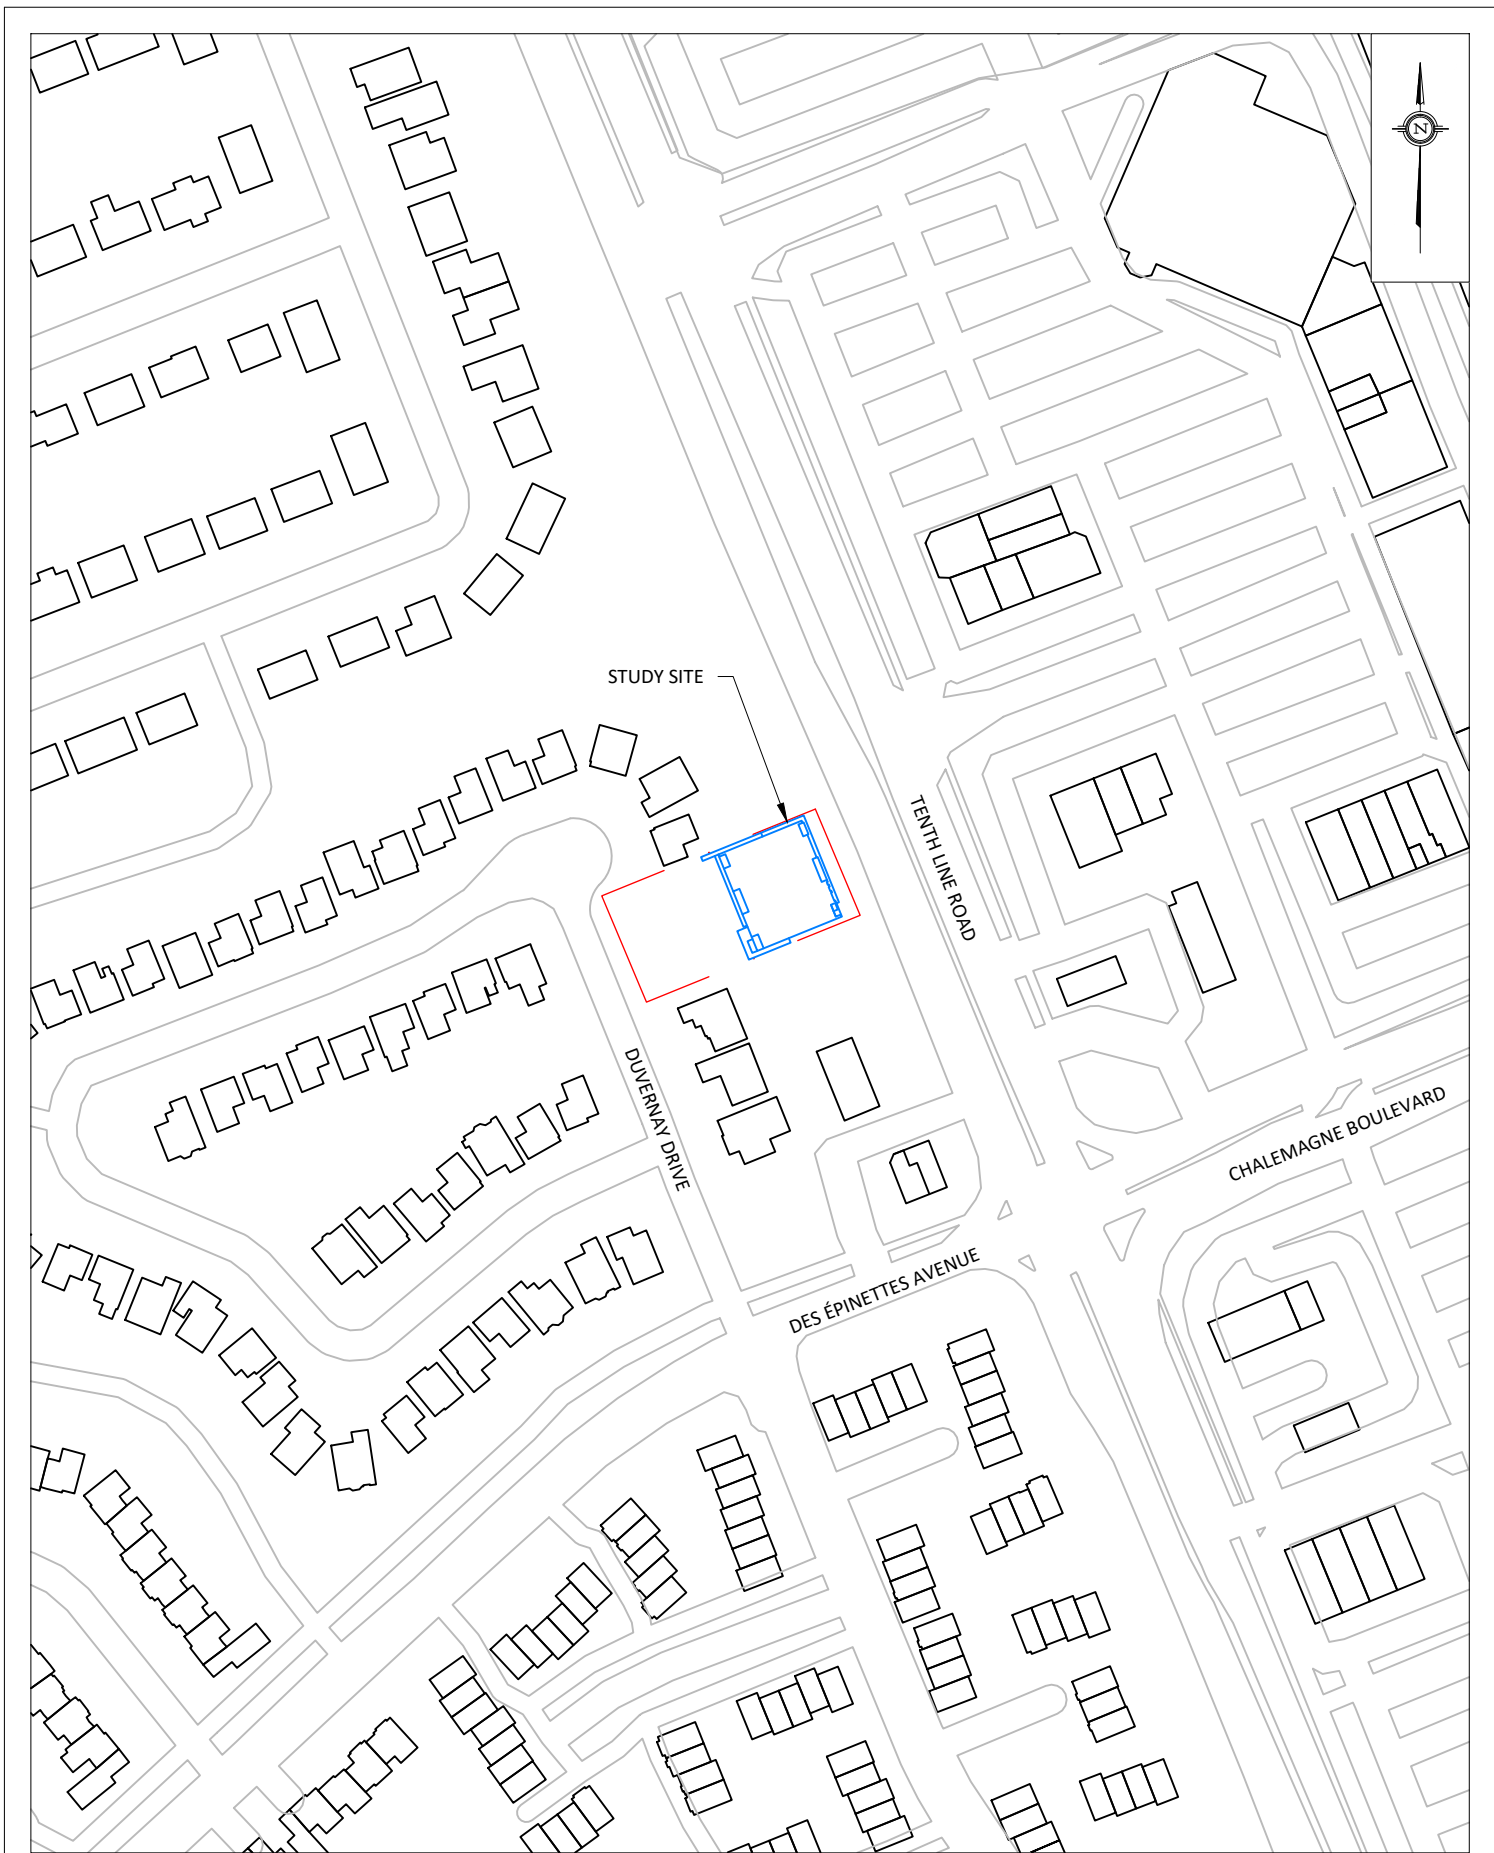 N
STUDY SITE
TENTH LINE ROAD
DUVERNAY DRIVE
CHALEMAGNE BOULEVARD
DES ÉPINETTES AVENUE